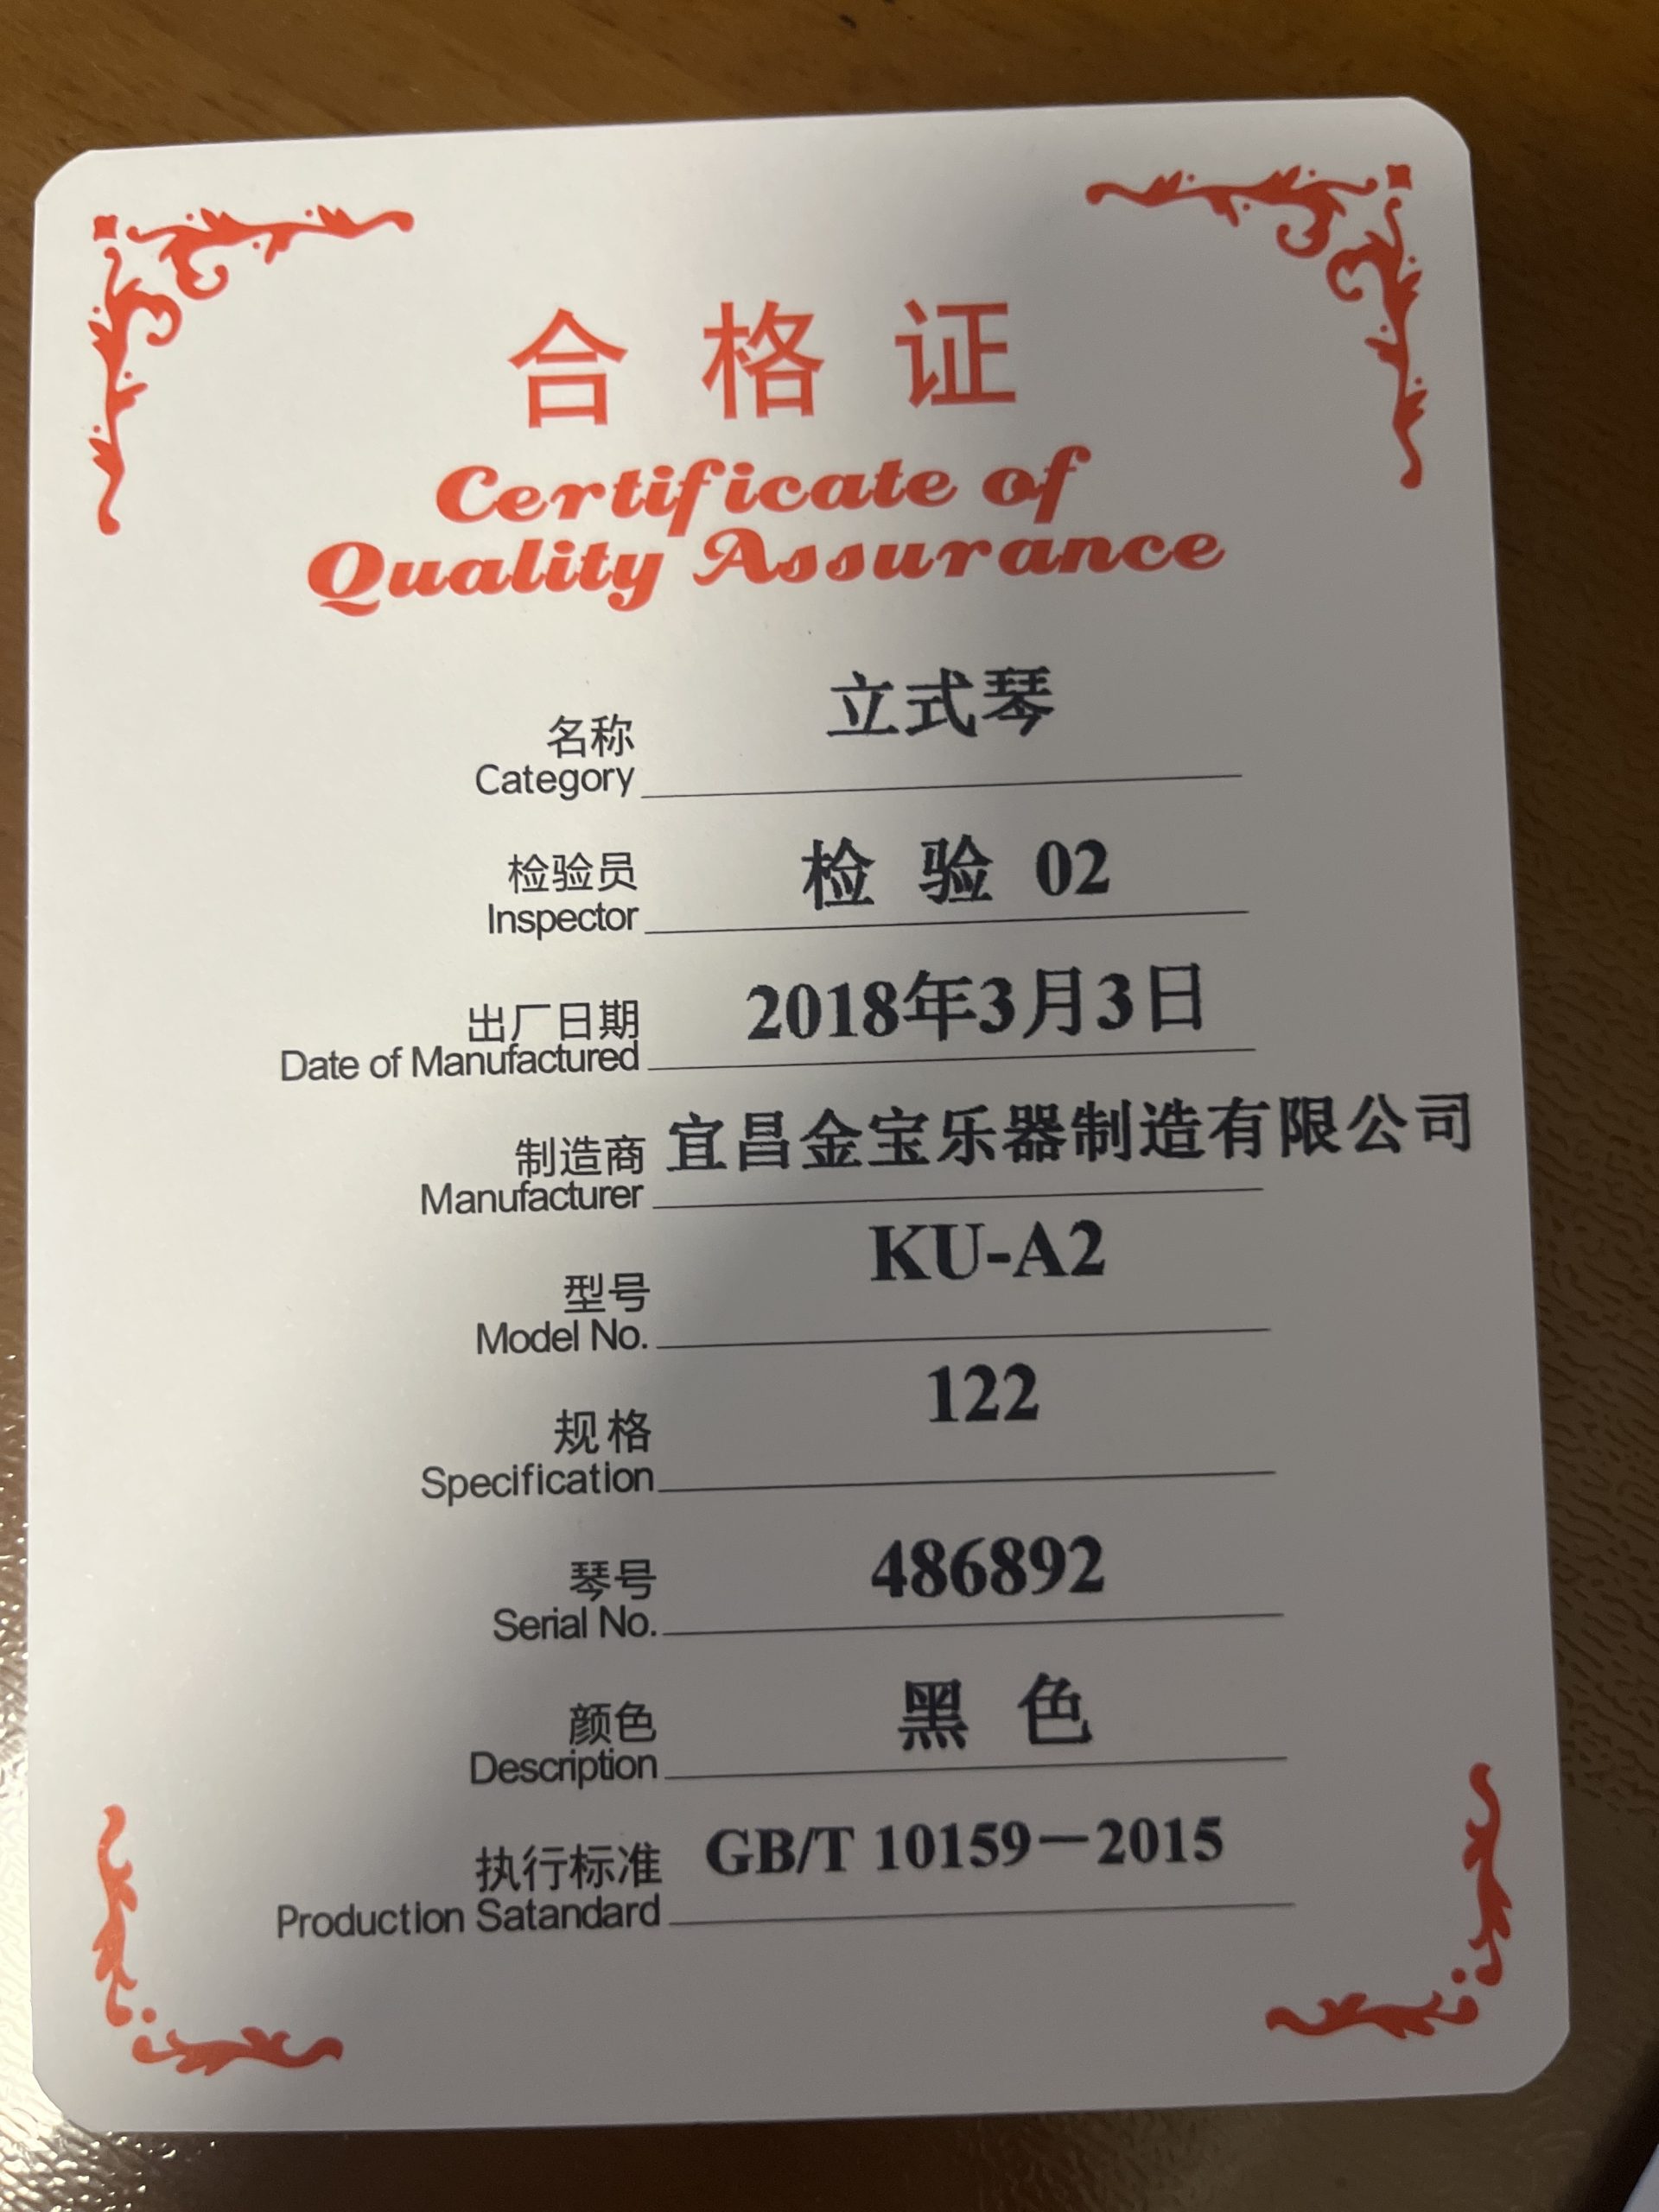 合格证
Certificate of
Quality Assurance
名称 立式琴
Category
检验员 检 验 02
Inspector
出厂日期 2018年3月3日
Date of Manufactured
制造商 宜昌金宝乐器制造有限公司
Manufacturer
型号 KU-A2
Model No.
规格 122
Specification
琴号 486892
Serial No.
颜色 黑 色
Description
执行标准 GB/T 10159－2015
Production Satandard